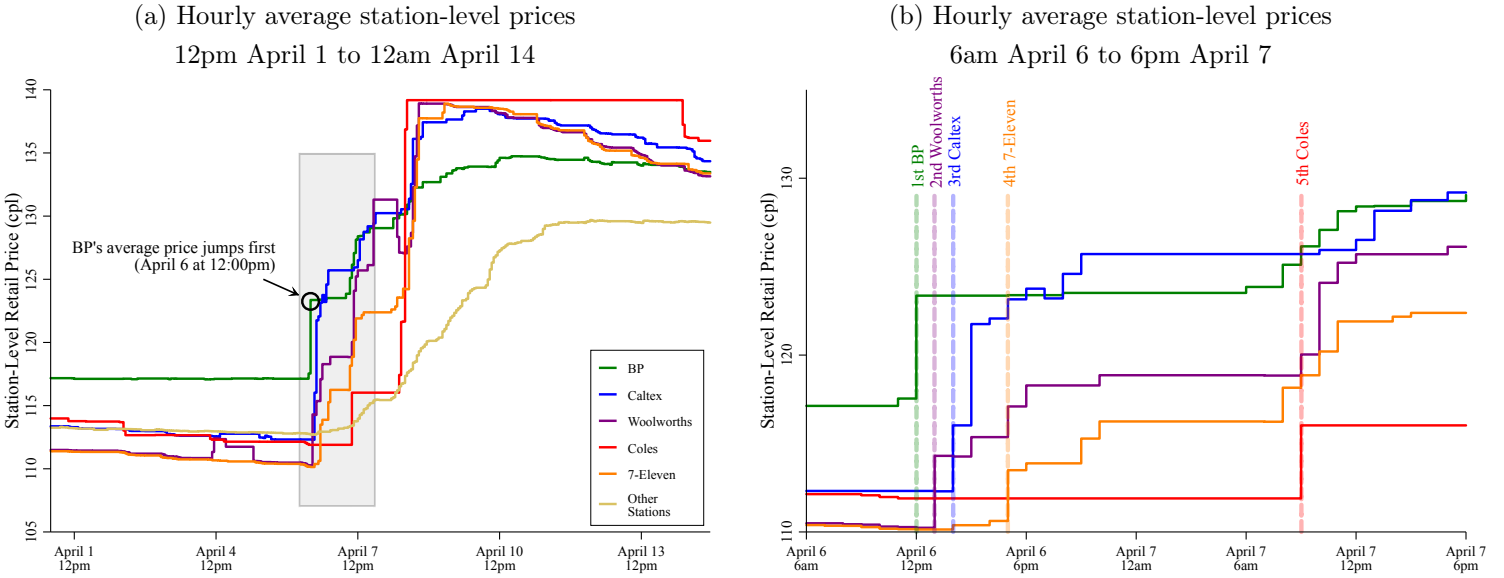 (a) Hourly average station-level prices
12pm April 1 to 12am April 14
Station-Level Retail Price (cpl)
140
135
130
125
120
115
110
105
BP's average price jumps first
(April 6 at 12:00pm)
BP
Caltex
Woolworths
Coles
7-Eleven
Other
Stations
April 1
12pm
April 4
12pm
April 7
12pm
April 10
12pm
April 13
12pm
(b) Hourly average station-level prices
6am April 6 to 6pm April 7
Station-Level Retail Price (cpl)
130
120
110
1st BP
2nd Woolworths
3rd Caltex
4th 7-Eleven
5th Coles
April 6
6am
April 6
12pm
April 6
6pm
April 7
12am
April 7
6am
April 7
12pm
April 7
6pm